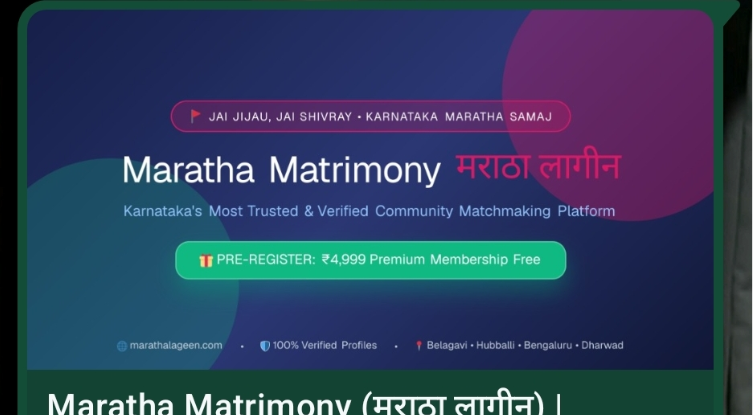 JAI JIJAU, JAI SHIVRAY • KARNATAKA MARATHA SAMAJ
Maratha Matrimony मराठा लागीन
Karnataka's Most Trusted & Verified Community Matchmaking Platform
PRE-REGISTER: ₹4,999 Premium Membership Free
marathalageen.com • 100% Verified Profiles • Belagavi • Hubballi • Bengaluru • Dharwad
Maratha Matrimony (मराठा लागीन) |